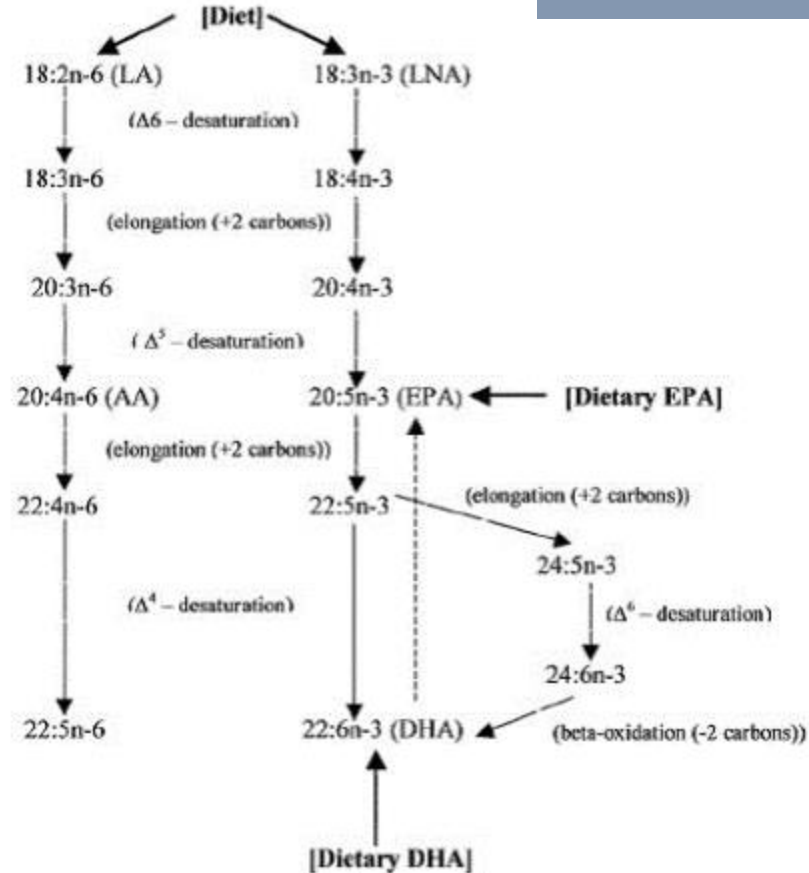 [Diet]
18:2n-6 (LA) 18:3n-3 (LNA)
(Δ6 – desaturation)
18:3n-6 18:4n-3
(elongation (+2 carbons))
20:3n-6 20:4n-3
(Δ⁵ – desaturation)
20:4n-6 (AA) 20:5n-3 (EPA) [Dietary EPA]
(elongation (+2 carbons))
22:4n-6 22:5n-3 (elongation (+2 carbons))
24:5n-3
(Δ⁴ – desaturation) (Δ⁶ – desaturation)
24:6n-3
22:5n-6 22:6n-3 (DHA) (beta-oxidation (-2 carbons))
[Dietary DHA]